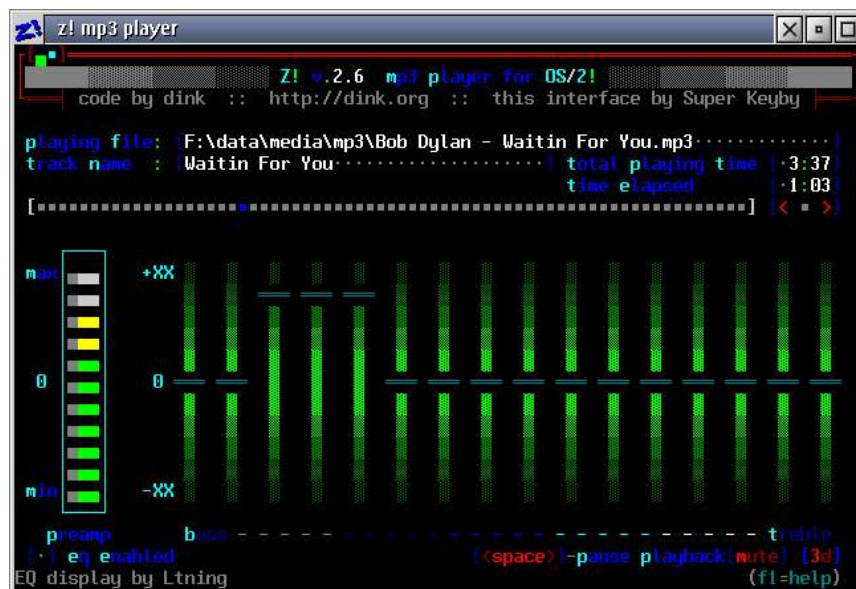 z! mp3 player
Z! v.2.6 mp3 player for OS/2!
code by dink :: http://dink.org :: this interface by Super Keyby
playing file: [F:\data\media\mp3\Bob Dylan - Waitin For You.mp3·············]
track name : [Waitin For You····················] total playing time [·3:37]
time elapsed [·1:03]
[ ] [< ▪ >]
max +XX
0 0
min -XX
preamp bass - - - - - - - - - - - - - - - - - - - - - - - - - treble
[·] eq enabled [<space>]-pause playback[mute] [3d]
EQ display by Ltning (f1=help)